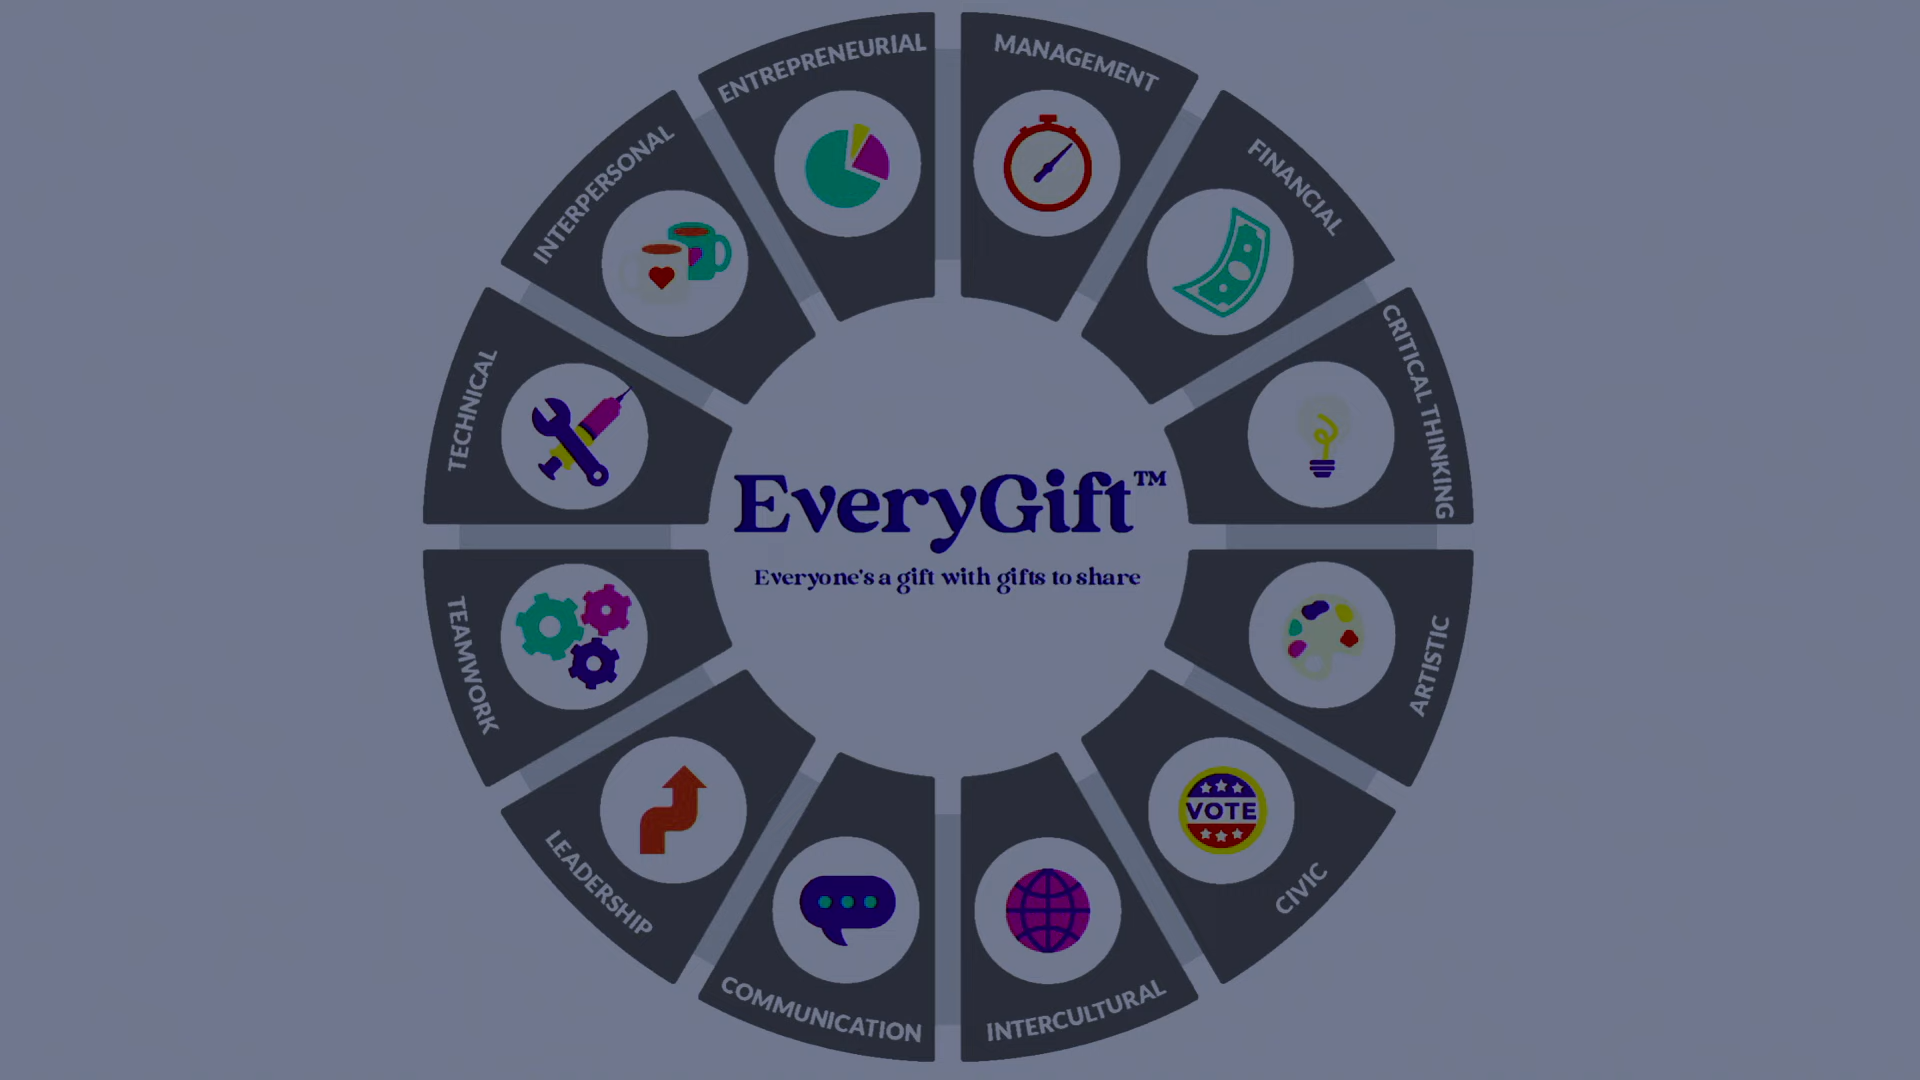 ENTREPRENEURIAL
MANAGEMENT
FINANCIAL
CRITICAL THINKING
ARTISTIC
CIVIC
VOTE
INTERCULTURAL
COMMUNICATION
LEADERSHIP
TEAMWORK
TECHNICAL
INTERPERSONAL
EveryGift™
Everyone's a gift with gifts to share